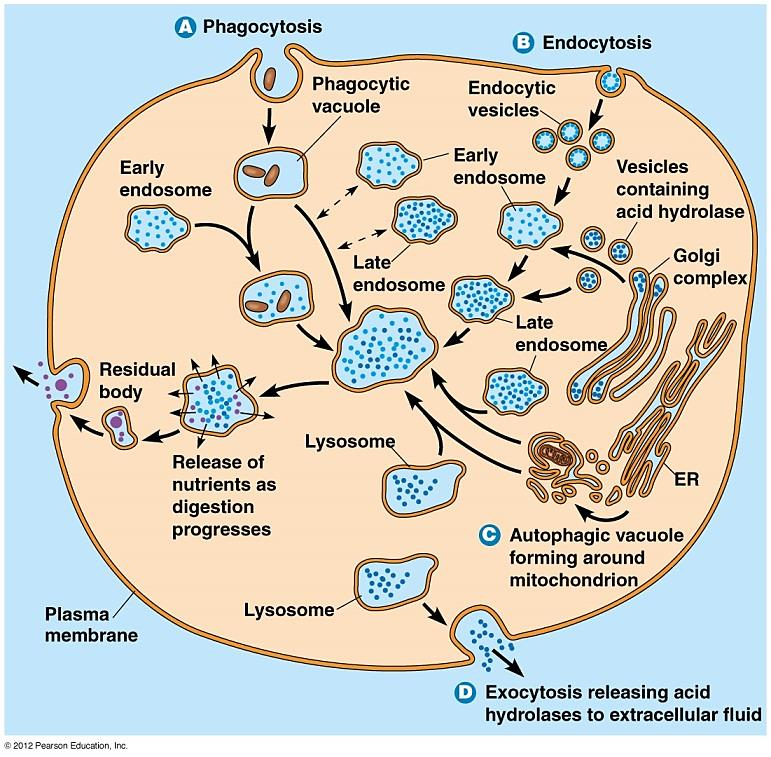 A Phagocytosis
B Endocytosis
Phagocytic
vacuole
Endocytic
vesicles
Early
endosome
Early
endosome
Vesicles
containing
acid hydrolase
Late
endosome
Golgi
complex
Late
endosome
Residual
body
Lysosome
Release of
nutrients as
digestion
progresses
ER
C Autophagic vacuole
forming around
mitochondrion
Lysosome
Plasma
membrane
D Exocytosis releasing acid
hydrolases to extracellular fluid
© 2012 Pearson Education, Inc.